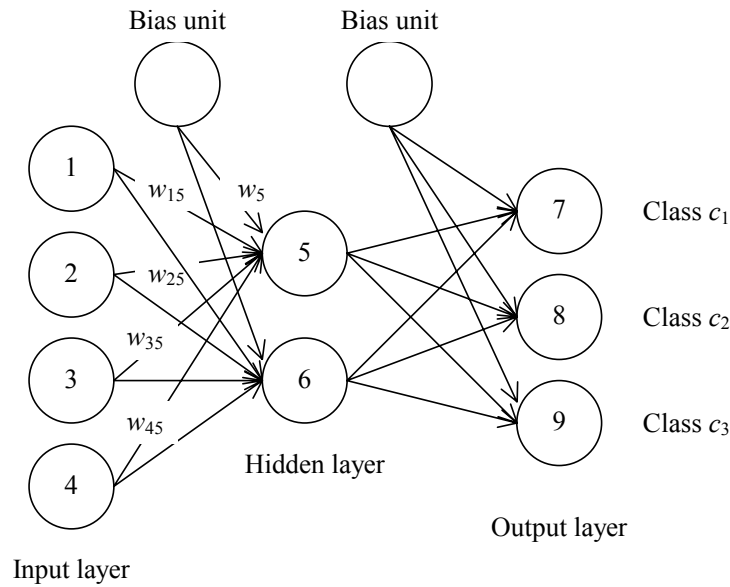 Bias unit
Bias unit
1
w15
w5
7
Class c1
2
w25
5
8
Class c2
3
w35
6
9
Class c3
4
w45
Hidden layer
Output layer
Input layer